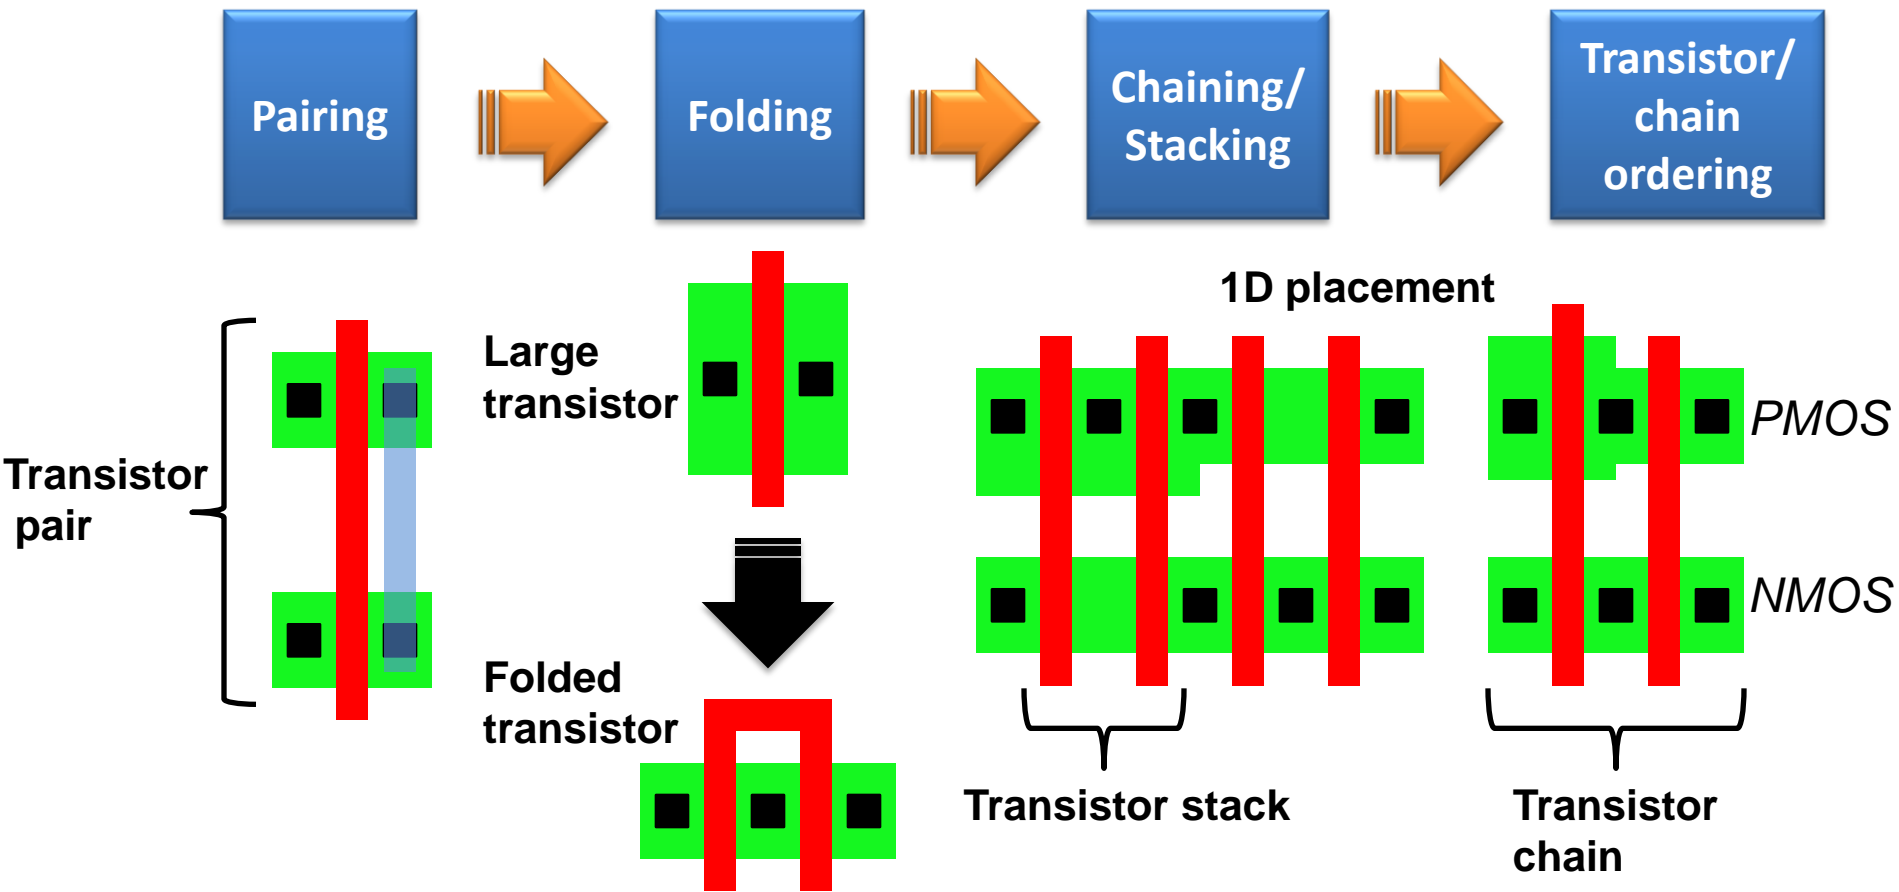 Pairing
Folding
Chaining/
Stacking
Transistor/
chain
ordering
1D placement
Large
transistor
PMOS
Transistor
pair
NMOS
Folded
transistor
Transistor stack
Transistor
chain